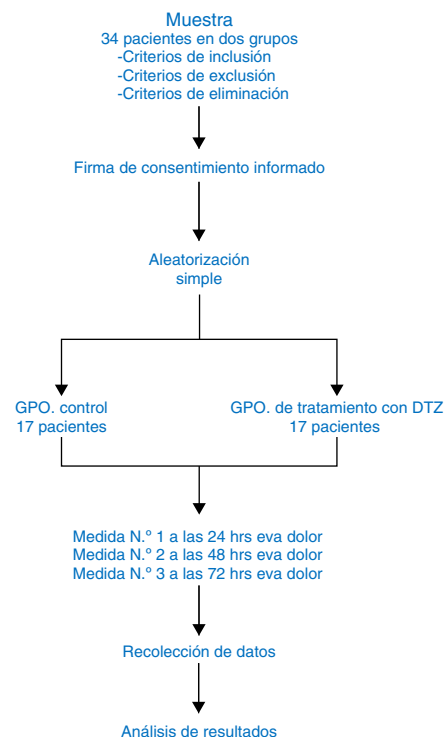 Muestra
34 pacientes en dos grupos
-Criterios de inclusión
-Criterios de exclusión
-Criterios de eliminación
Firma de consentimiento informado
Aleatorización
simple
GPO. control
17 pacientes
GPO. de tratamiento con DTZ
17 pacientes
Medida N.º 1 a las 24 hrs eva dolor
Medida N.º 2 a las 48 hrs eva dolor
Medida N.º 3 a las 72 hrs eva dolor
Recolección de datos
Análisis de resultados